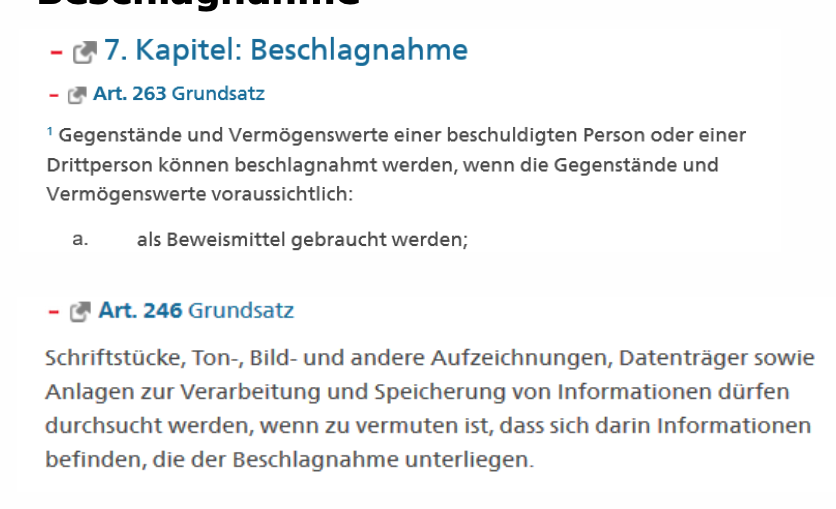 Beschlagnahme
– 7. Kapitel: Beschlagnahme
– Art. 263 Grundsatz
¹ Gegenstände und Vermögenswerte einer beschuldigten Person oder einer
Drittperson können beschlagnahmt werden, wenn die Gegenstände und
Vermögenswerte voraussichtlich:
a. als Beweismittel gebraucht werden;
– Art. 246 Grundsatz
Schriftstücke, Ton-, Bild- und andere Aufzeichnungen, Datenträger sowie
Anlagen zur Verarbeitung und Speicherung von Informationen dürfen
durchsucht werden, wenn zu vermuten ist, dass sich darin Informationen
befinden, die der Beschlagnahme unterliegen.